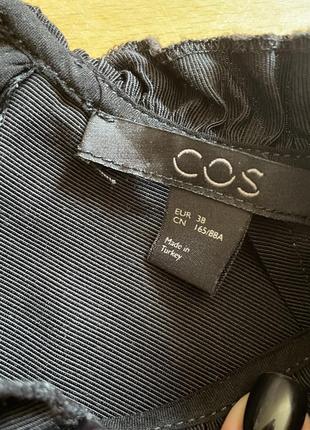 COS
EUR 38
CN 165/88A
Made in
Turkey